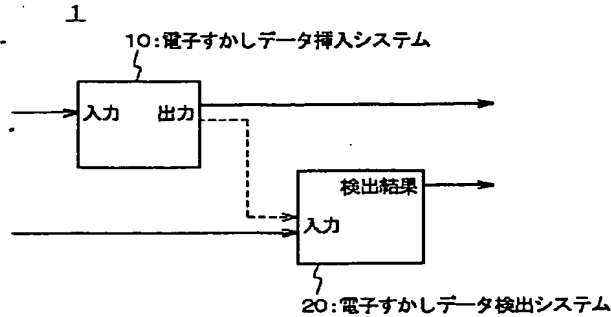 1
10:電子すかしデータ挿入システム
入力 出力
検出結果
入力
20:電子すかしデータ検出システム